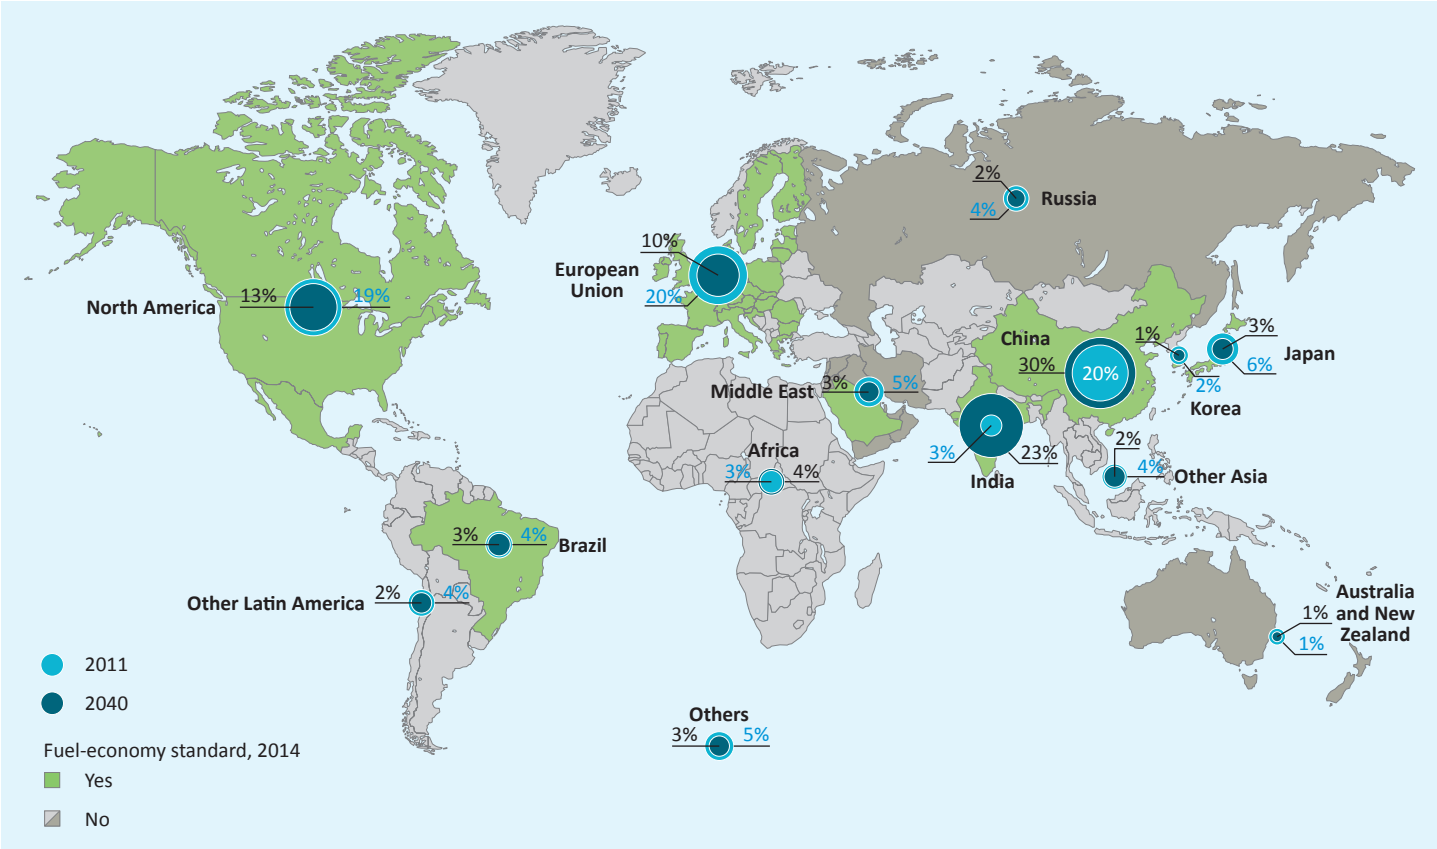 2%
4%
Russia
10%
European
Union
20%
North America
13%
19%
China
30%
20%
1%
2%
Korea
3%
6%
Japan
Middle East
3%
5%
Africa
3%
4%
3%
23%
India
2%
4%
Other Asia
3%
4%
Brazil
Other Latin America
2%
4%
Australia
and New
Zealand
1%
1%
2011
2040
Fuel-economy standard, 2014
Yes
No
Others
3%
5%